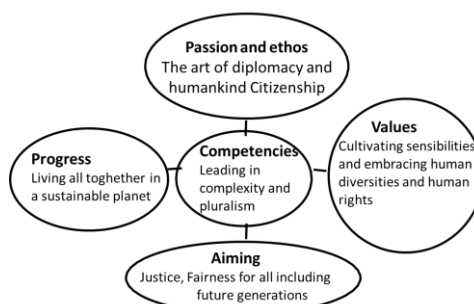 Passion and ethos
The art of diplomacy and
humankind Citizenship
Progress
Living all toghether in
a sustainable planet
Competencies
Leading in
complexity and
pluralism
Values
Cultivating sensibilities
and embracing human
diversities and human
rights
Aiming
Justice, Fairness for all including
future generations